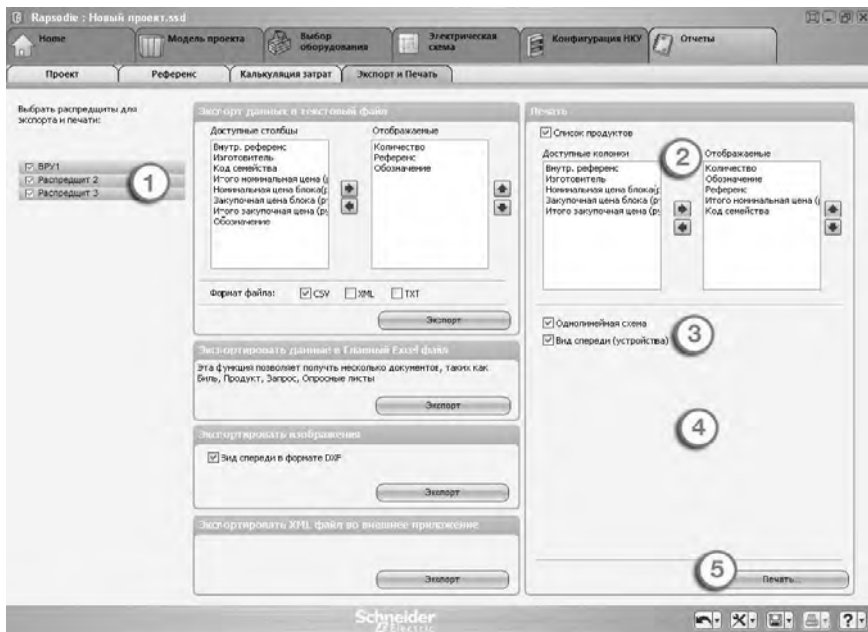 Rapsodie : Новый проект.ssd
Home
Модель проекта
Выбор оборудования
Электрическая схема
Конфигурация НКУ
Отчеты
Проект
Референс
Калькуляция затрат
Экспорт и Печать
Выбрать распредщиты для
экспорта и печати:
ВРУ1
Распредщит 2
Распредщит 3
1
Экспорт данных в текстовый файл
Доступные столбцы
Внутр. референс
Изготовитель
Код семейства
Итого номинальная цена (р
Номинальная цена блока(р
Закупочная цена блока (р
Итого закупочная цена (ру
Обозначение
Отображаемые
Количество
Референс
Обозначение
Формат файла:
CSV
XML
TXT
Экспорт
Экспортировать данные в Главный Excel файл
Эта функция позволяет получть несколько документов, таких как
Биль, Продукт, Запрос, Опросные листы
Экспорт
Экспортировать изображения
Вид спереди в формате DXF
Экспорт
Экспортировать XML файл во внешнее приложение
Экспорт
Печать
Список продуктов
2
Доступные колонки
Внутр. референс
Изготовитель
Номинальная цена блока(р
Закупочная цена блока (р
Итого закупочная цена (ру
Отображаемые
Количество
Обозначение
Референс
Итого номинальная цена (р
Код семейства
Однолинейная схема
Вид спереди (устройства)
3
4
5
Печать...
Schneider
Electric
?